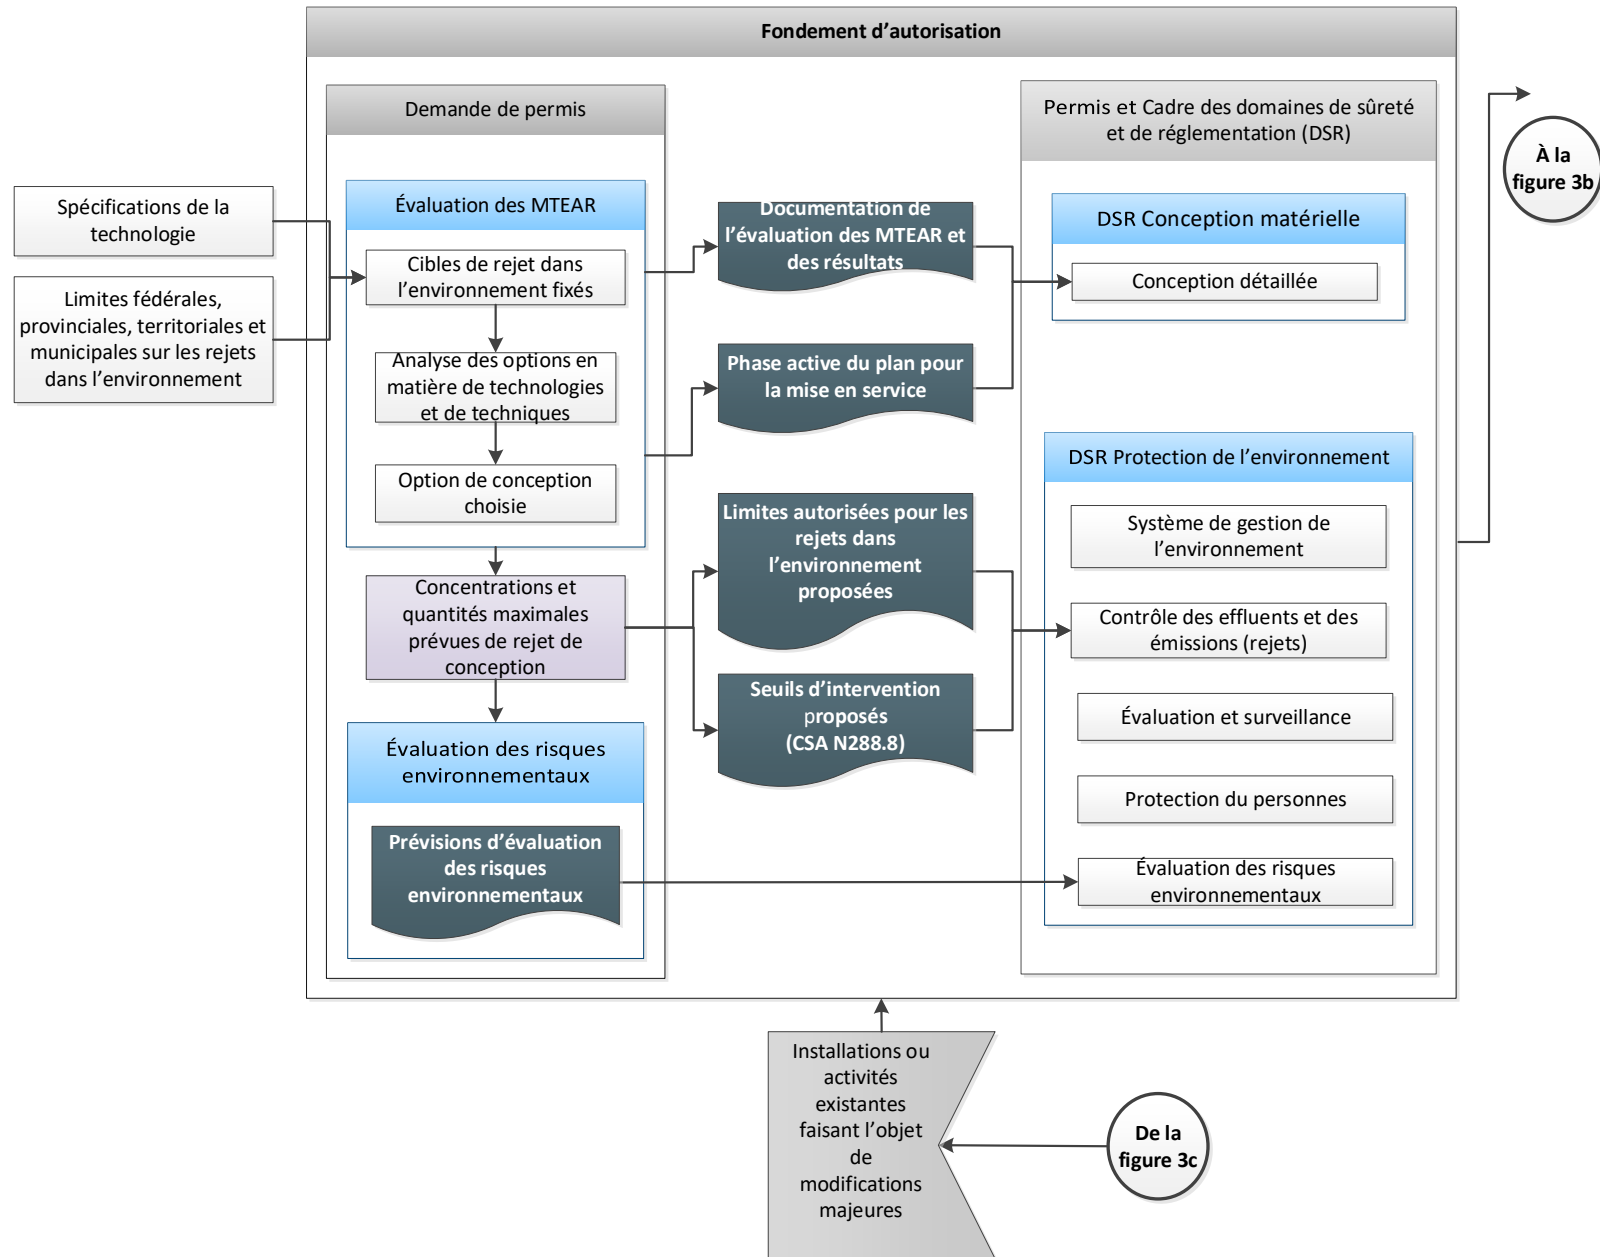 Fondement d’autorisation
Demande de permis
Permis et Cadre des domaines de sûreté
et de réglementation (DSR)
À la
figure 3b
Spécifications de la
technologie
Limites fédérales,
provinciales, territoriales et
municipales sur les rejets
dans l’environnement
Évaluation des MTEAR
Cibles de rejet dans
l’environnement fixés
Analyse des options en
matière de technologies
et de techniques
Option de conception
choisie
Concentrations et
quantités maximales
prévues de rejet de
conception
Évaluation des risques
environnementaux
Prévisions d’évaluation
des risques
environnementaux
Documentation de
l’évaluation des MTEAR et
des résultats
Phase active du plan pour
la mise en service
Limites autorisées pour les
rejets dans
l’environnement
proposées
Seuils d’intervention
proposés
(CSA N288.8)
DSR Conception matérielle
Conception détaillée
DSR Protection de l’environnement
Système de gestion de
l’environnement
Contrôle des effluents et des
émissions (rejets)
Évaluation et surveillance
Protection du personnes
Évaluation des risques
environnementaux
Installations ou
activités
existantes
faisant l’objet
de
modifications
majeures
De la
figure 3c